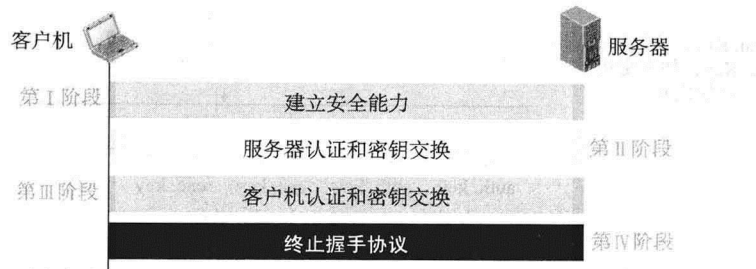 客户机
服务器
第Ⅰ阶段
建立安全能力
服务器认证和密钥交换
第Ⅱ阶段
第Ⅲ阶段
客户机认证和密钥交换
终止握手协议
第Ⅳ阶段